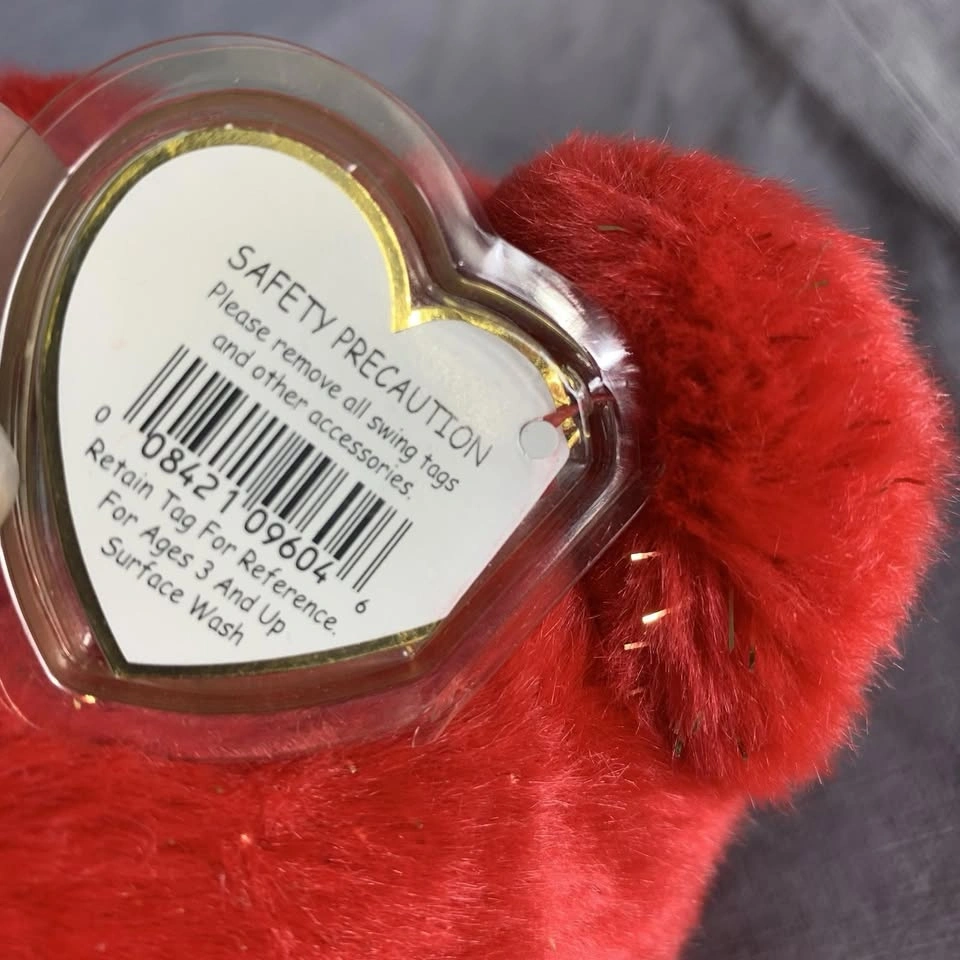 SAFETY PRECAUTION
Please remove all swing tags
and other accessories.
0 08421 09604 6
Retain Tag For Reference.
For Ages 3 And Up
Surface Wash